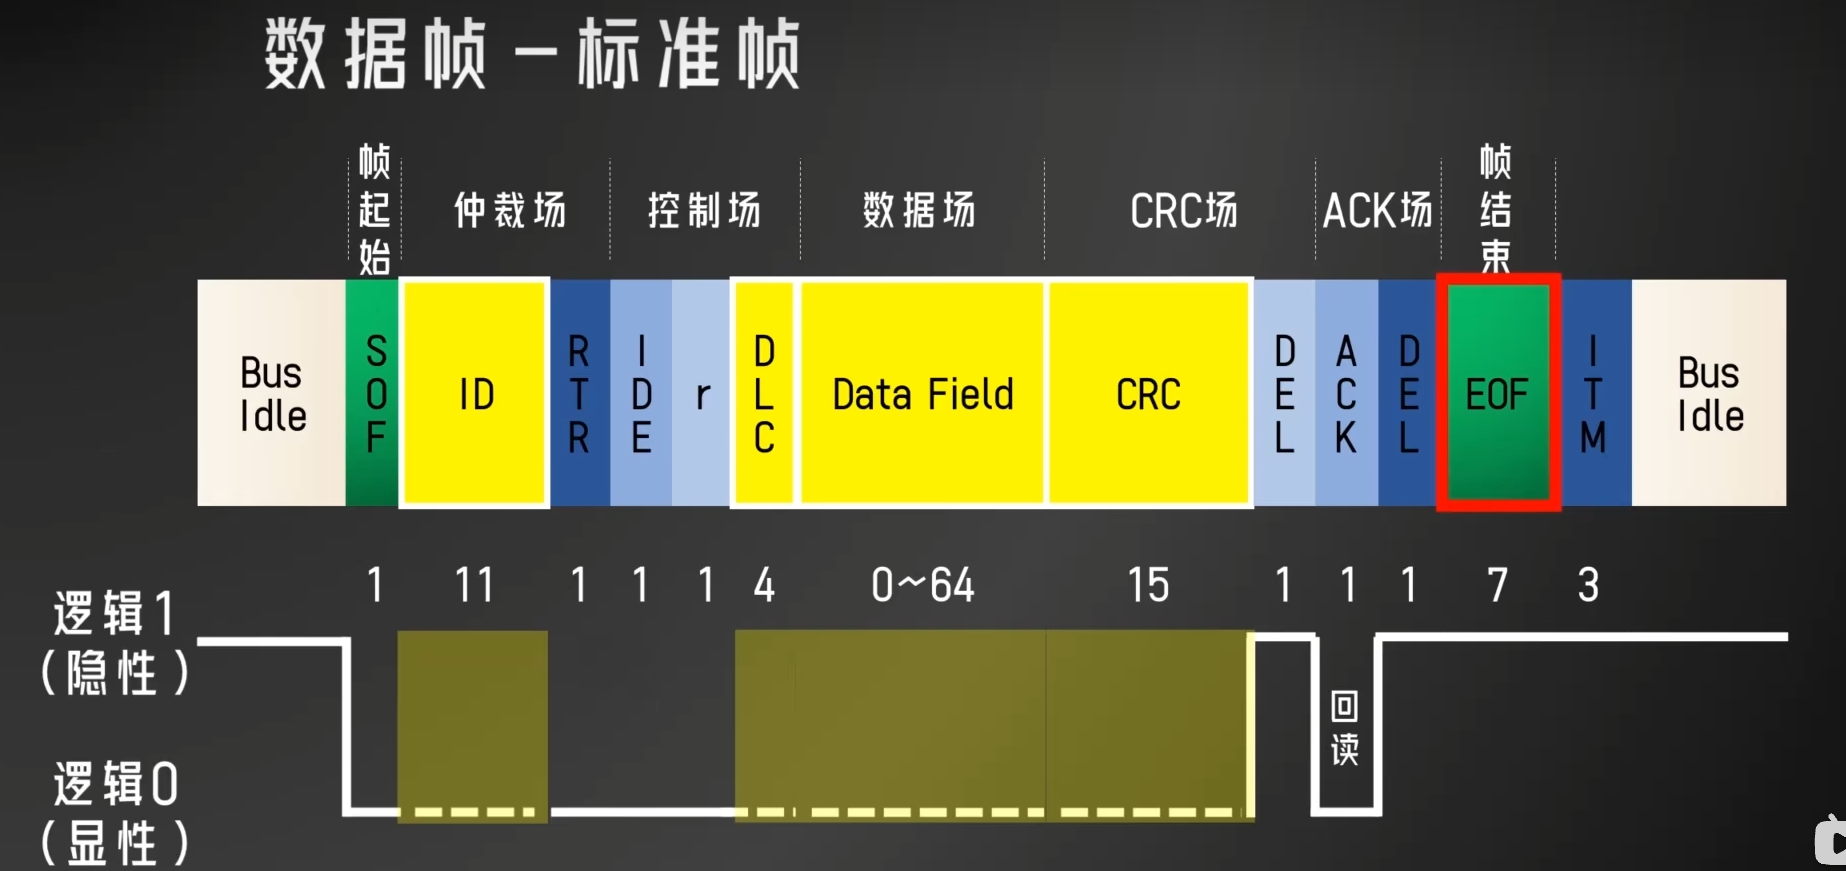 数据帧-标准帧
帧起始
仲裁场
控制场
数据场
CRC场
ACK场
帧结束
Bus Idle
SOF
ID
RTR
IDE
r
DLC
Data Field
CRC
DEL
ACK
DEL
EOF
ITM
Bus Idle
1 11 1 1 1 4 0~64 15 1 1 1 7 3
逻辑1
(隐性)
回读
逻辑0
(显性)